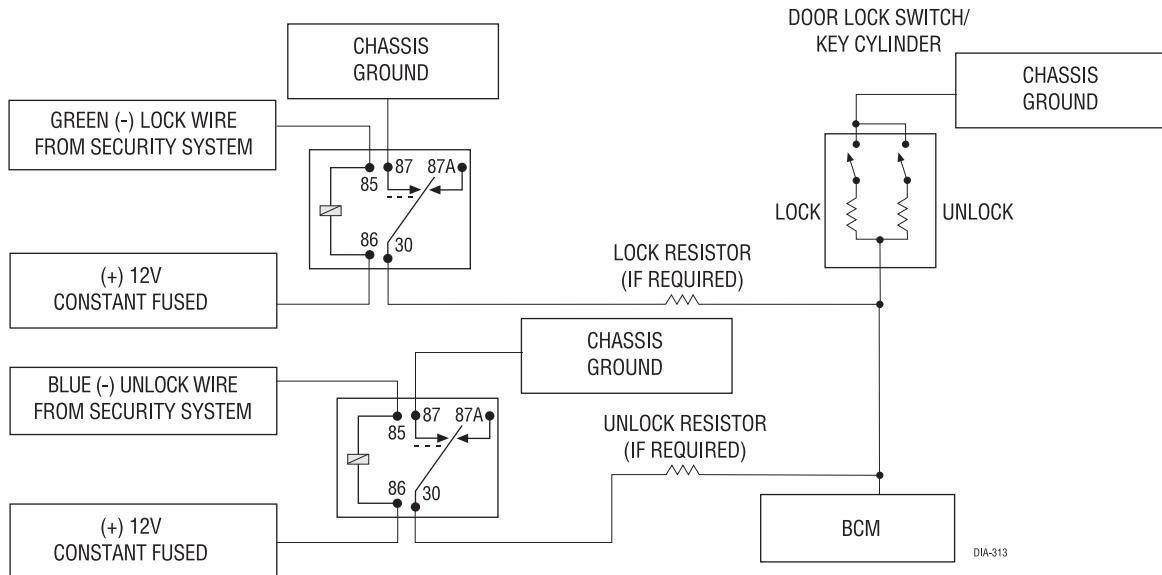 DOOR LOCK SWITCH/
KEY CYLINDER
CHASSIS
GROUND
CHASSIS
GROUND
GREEN (-) LOCK WIRE
FROM SECURITY SYSTEM
87
87A
85
86
30
LOCK
UNLOCK
(+) 12V
CONSTANT FUSED
LOCK RESISTOR
(IF REQUIRED)
CHASSIS
GROUND
BLUE (-) UNLOCK WIRE
FROM SECURITY SYSTEM
87
87A
85
86
30
UNLOCK RESISTOR
(IF REQUIRED)
(+) 12V
CONSTANT FUSED
BCM
DIA-313